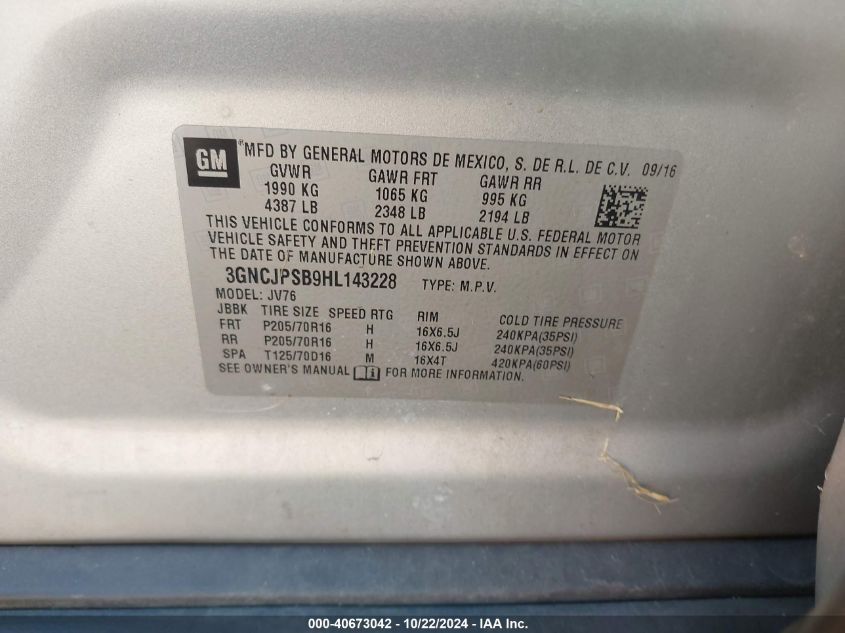 GM ®MFD BY GENERAL MOTORS DE MEXICO, S. DE R.L. DE C.V. 09/16
GVWR GAWR FRT GAWR RR
1990 KG 1065 KG 995 KG
4387 LB 2348 LB 2194 LB
THIS VEHICLE CONFORMS TO ALL APPLICABLE U.S. FEDERAL MOTOR
VEHICLE SAFETY AND THEFT PREVENTION STANDARDS IN EFFECT ON
THE DATE OF MANUFACTURE SHOWN ABOVE.
3GNCJPSB9HL143228 TYPE: M.P.V.
MODEL: JV76
JBBK TIRE SIZE SPEED RTG RIM COLD TIRE PRESSURE
FRT P205/70R16 H 16X6.5J 240KPA(35PSI)
RR P205/70R16 H 16X6.5J 240KPA(35PSI)
SPA T125/70D16 M 16X4T 420KPA(60PSI)
SEE OWNER'S MANUAL FOR MORE INFORMATION.
000-40673042 - 10/22/2024 - IAA Inc.